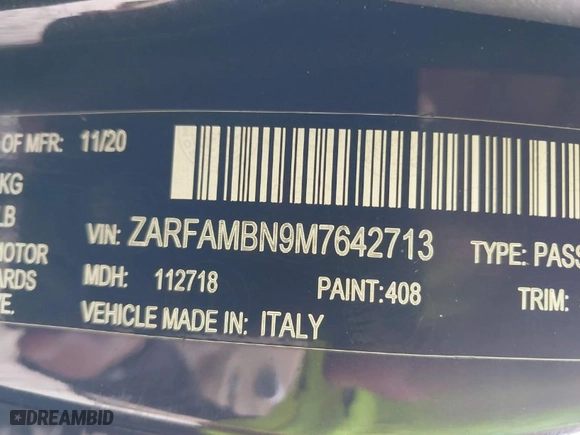 OF MFR: 11/20
KG
LB
VIN: ZARFAMBN9M7642713 TYPE: PASS
MOTOR
MDH: 112718 PAINT:408 TRIM:
ARDS
VE. VEHICLE MADE IN: ITALY
DREAMBID